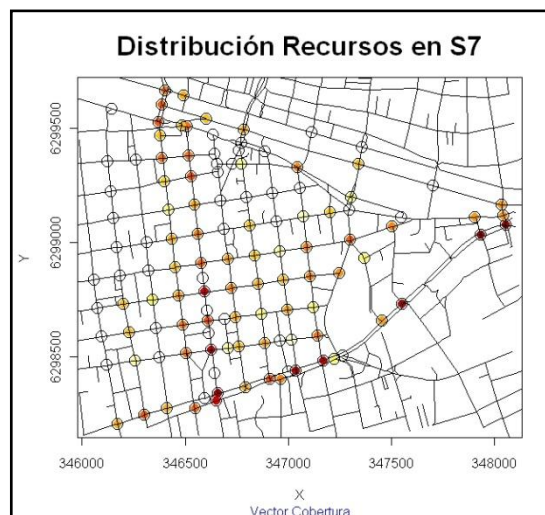 Distribución Recursos en S7
6299500
6299000
6298500
Y
346000 346500 347000 347500 348000
X
Vector Cobertura